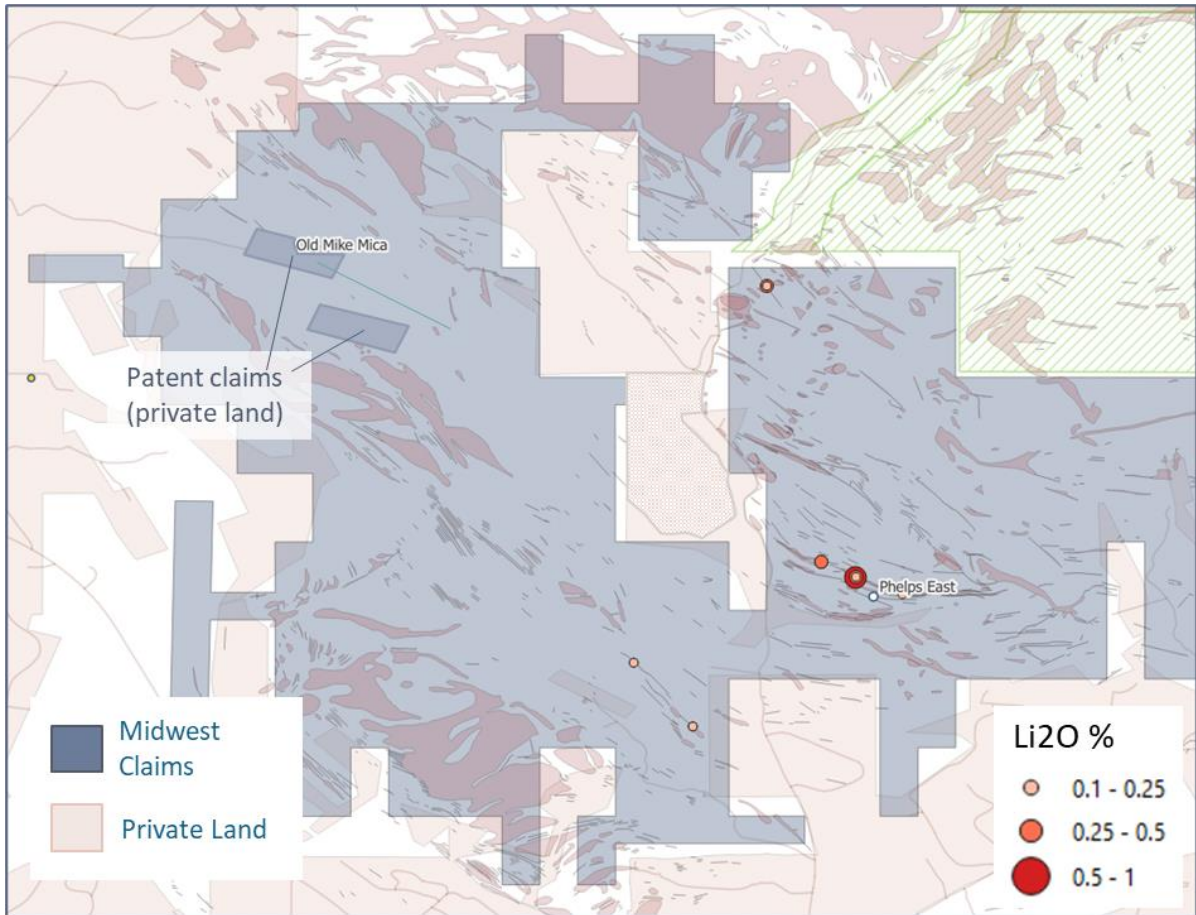 Old Mike Mica
Patent claims
(private land)
Phelps East
Midwest
Claims
Private Land
Li2O %
0.1 - 0.25
0.25 - 0.5
0.5 - 1